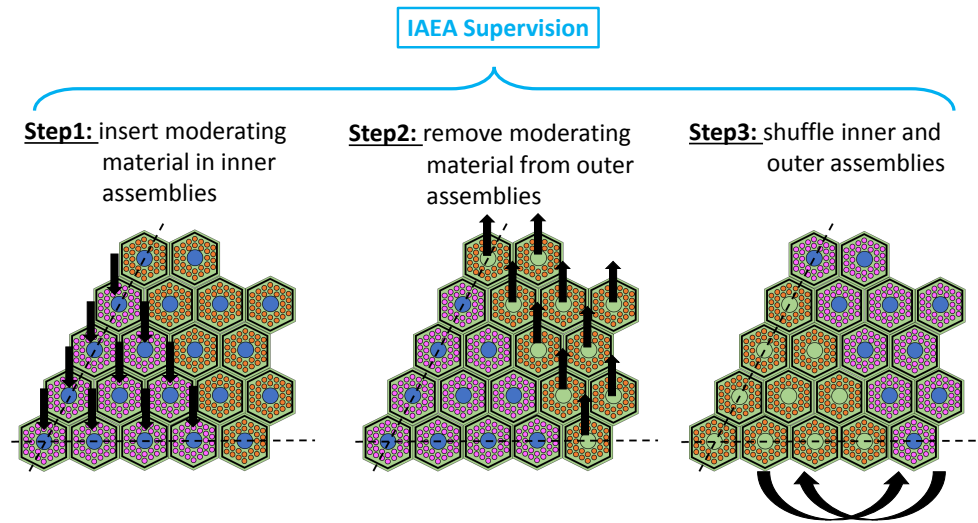 IAEA Supervision
Step1: insert moderating
material in inner
assemblies
Step2: remove moderating
material from outer
assemblies
Step3: shuffle inner and
outer assemblies